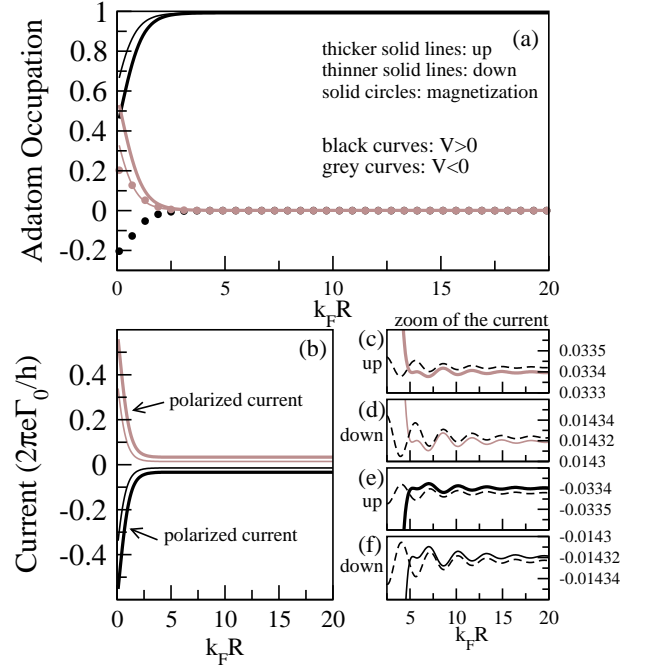 1
0.8
0.6
0.4
0.2
0
-0.2
Adatom Occupation
(a)
thicker solid lines: up
thinner solid lines: down
solid circles: magnetization
black curves: V>0
grey curves: V<0
0 5 10 15 20
k_F R
0.4
0.2
0
-0.2
-0.4
Current (2πeΓ₀/h)
(b)
polarized current
polarized current
0 5 10 15 20
k_F R
zoom of the current
(c)
up
0.0335
0.0334
0.0333
(d)
down
0.01434
0.01432
0.0143
(e)
up
-0.0334
-0.0335
(f)
down
-0.0143
-0.01432
-0.01434
5 10 15 20
k_F R